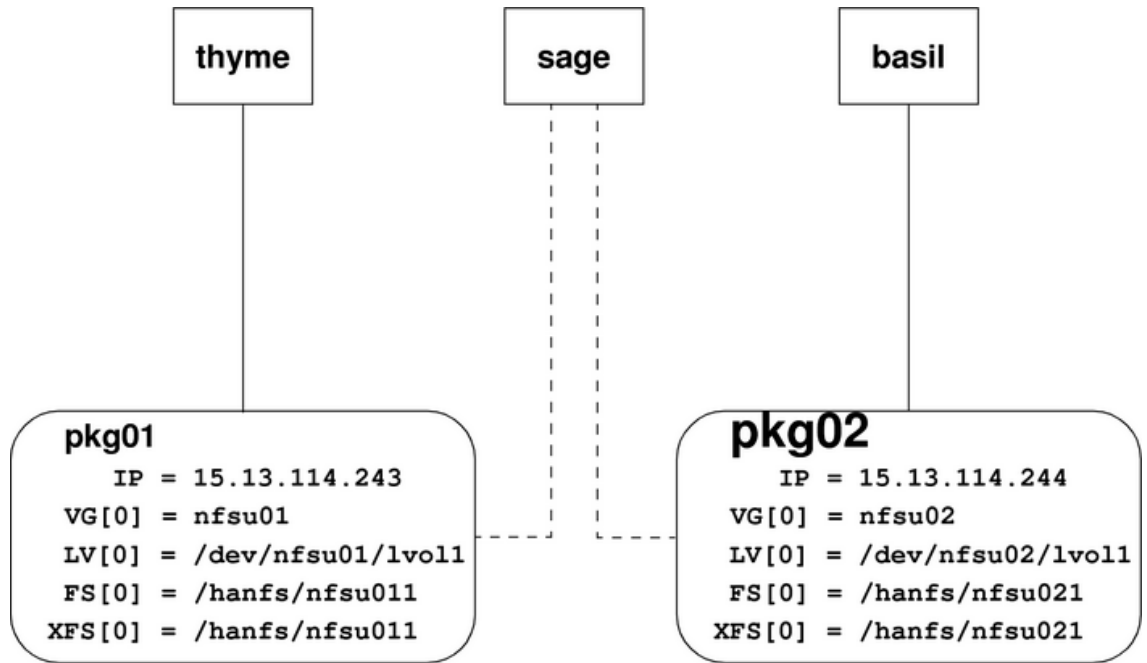 thyme
sage
basil
pkg01
IP = 15.13.114.243
VG[0] = nfsu01
LV[0] = /dev/nfsu01/lvol1
FS[0] = /hanfs/nfsu011
XFS[0] = /hanfs/nfsu011
pkg02
IP = 15.13.114.244
VG[0] = nfsu02
LV[0] = /dev/nfsu02/lvol1
FS[0] = /hanfs/nfsu021
XFS[0] = /hanfs/nfsu021